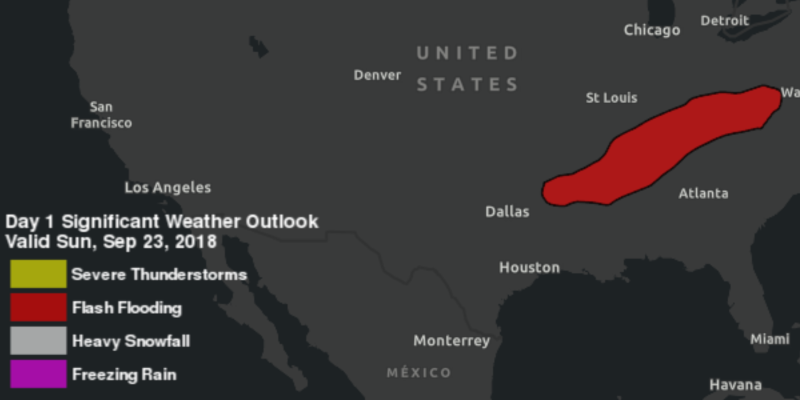 Chicago
Detroit
UNITED
STATES
Denver
St Louis
Wa
San
Francisco
Los Angeles
Atlanta
Dallas
Day 1 Significant Weather Outlook
Valid Sun, Sep 23, 2018
Houston
Severe Thunderstorms
Flash Flooding
Heavy Snowfall
Freezing Rain
Monterrey
MÉXICO
Miami
Havana